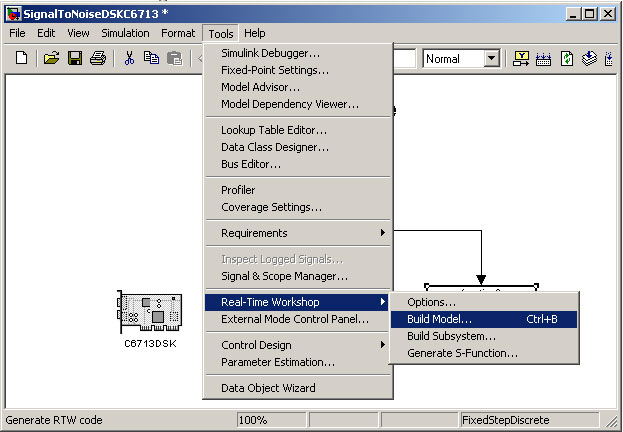 SignalToNoiseDSKC6713 *
File Edit View Simulation Format Tools Help
Normal
Simulink Debugger...
Fixed-Point Settings...
Model Advisor...
Model Dependency Viewer...
Lookup Table Editor...
Data Class Designer...
Bus Editor...
Profiler
Coverage Settings...
Requirements
Inspect Logged Signals...
Signal & Scope Manager...
Real-Time Workshop
External Mode Control Panel...
Control Design
Parameter Estimation...
Data Object Wizard
Options...
Build Model... Ctrl+B
Build Subsystem...
Generate S-Function...
C6713DSK
Generate RTW code 100% FixedStepDiscrete